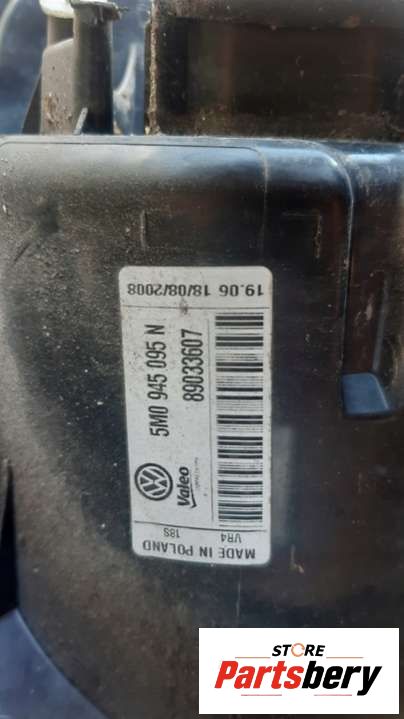 19.06 18/08/2008
5M0 945 095 N
89033607
Valeo
18S
VR4
MADE IN POLAND
STORE
Partsbery